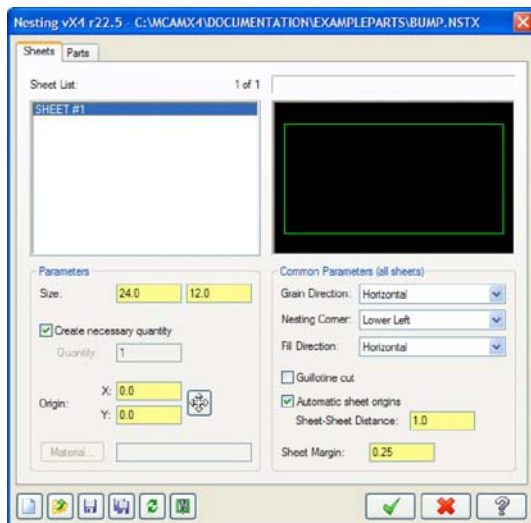 Nesting vX4 r22.5 - C:\MCAMX4\DOCUMENTATION\EXAMPLEPARTS\BUMP.NSTX
Sheets Parts
Sheet List: 1 of 1
SHEET #1
Parameters
Size: 24.0 12.0
Create necessary quantity
Quantity: 1
Origin: X: 0.0
Y: 0.0
Material...
Common Parameters (all sheets)
Grain Direction: Horizontal
Nesting Corner: Lower Left
Fill Direction: Horizontal
Guillotine cut
Automatic sheet origins
Sheet-Sheet Distance: 1.0
Sheet Margin: 0.25